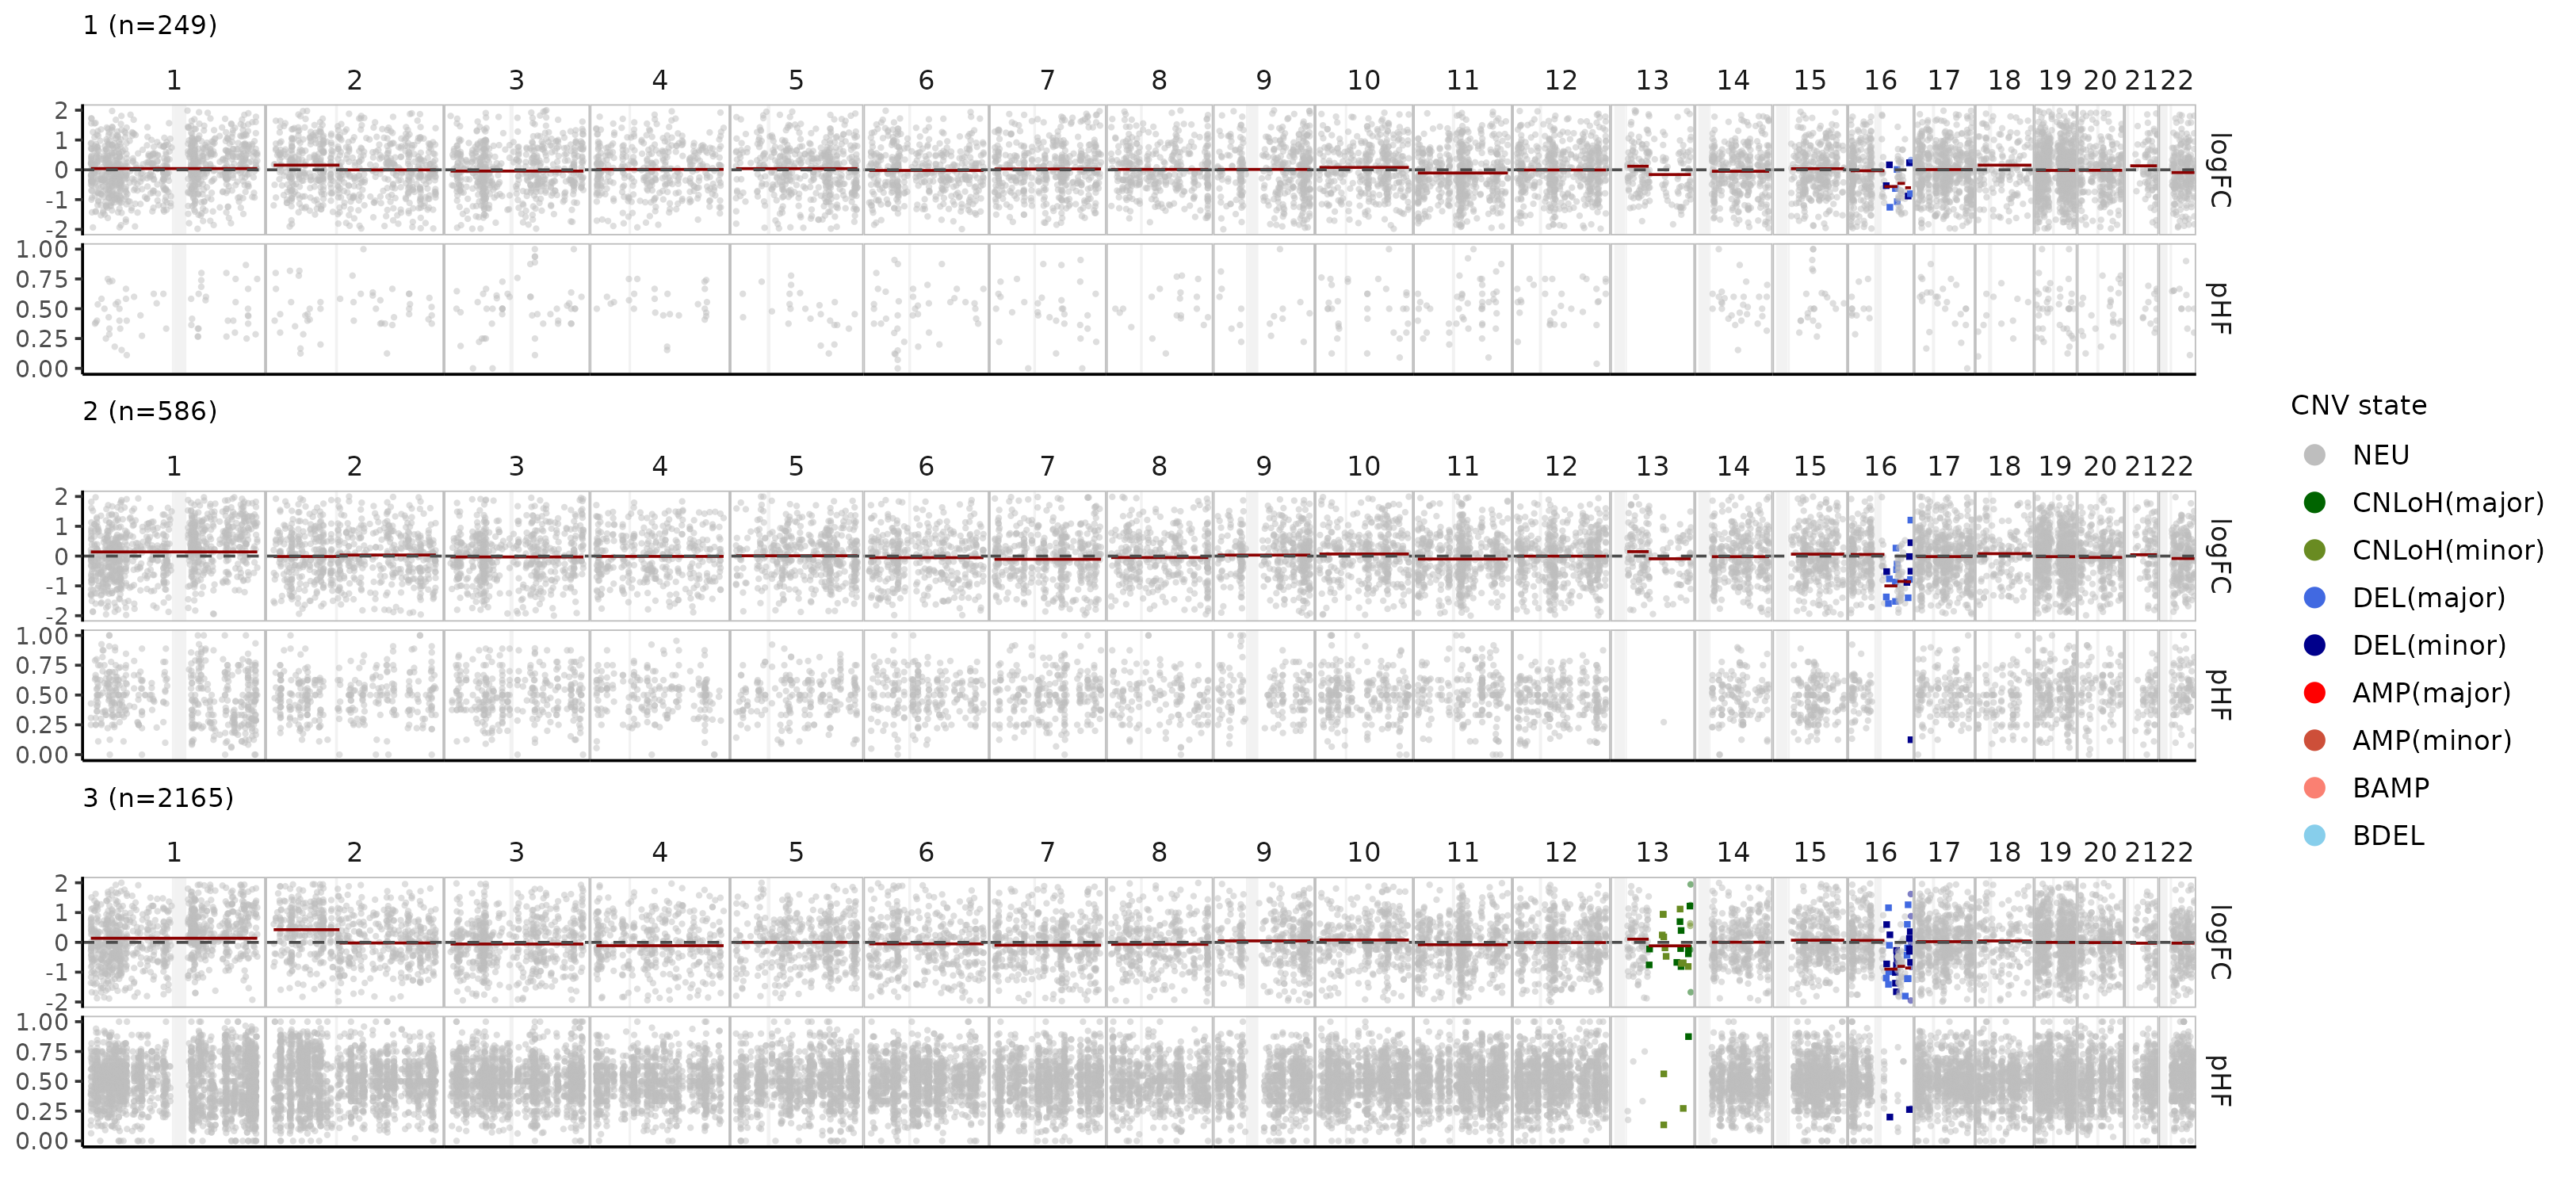 1 (n=249)
1 2 3 4 5 6 7 8 9 10 11 12 13 14 15 16 17 18 19 20 21 22
2
1
0
-1
-2
logFC
1.00
0.75
0.50
0.25
0.00
pHF
2 (n=586)
1 2 3 4 5 6 7 8 9 10 11 12 13 14 15 16 17 18 19 20 21 22
2
1
0
-1
-2
logFC
1.00
0.75
0.50
0.25
0.00
pHF
3 (n=2165)
1 2 3 4 5 6 7 8 9 10 11 12 13 14 15 16 17 18 19 20 21 22
2
1
0
-1
-2
logFC
1.00
0.75
0.50
0.25
0.00
pHF
CNV state
NEU
CNLoH(major)
CNLoH(minor)
DEL(major)
DEL(minor)
AMP(major)
AMP(minor)
BAMP
BDEL